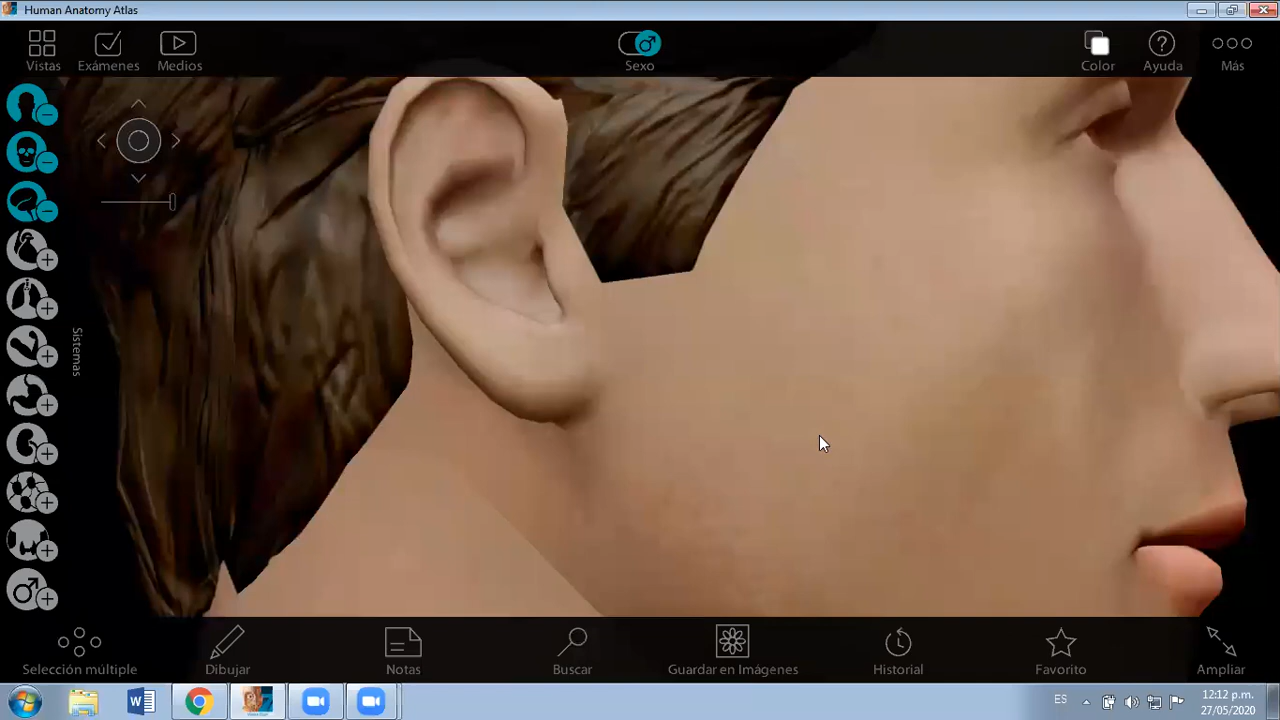 Human Anatomy Atlas
Vistas
Exámenes
Medios
Sexo
Color
Ayuda
Más
Sistemas
Selección múltiple
Dibujar
Notas
Buscar
Guardar en Imágenes
Historial
Favorito
Ampliar
ES
12:12 p.m.
27/05/2020